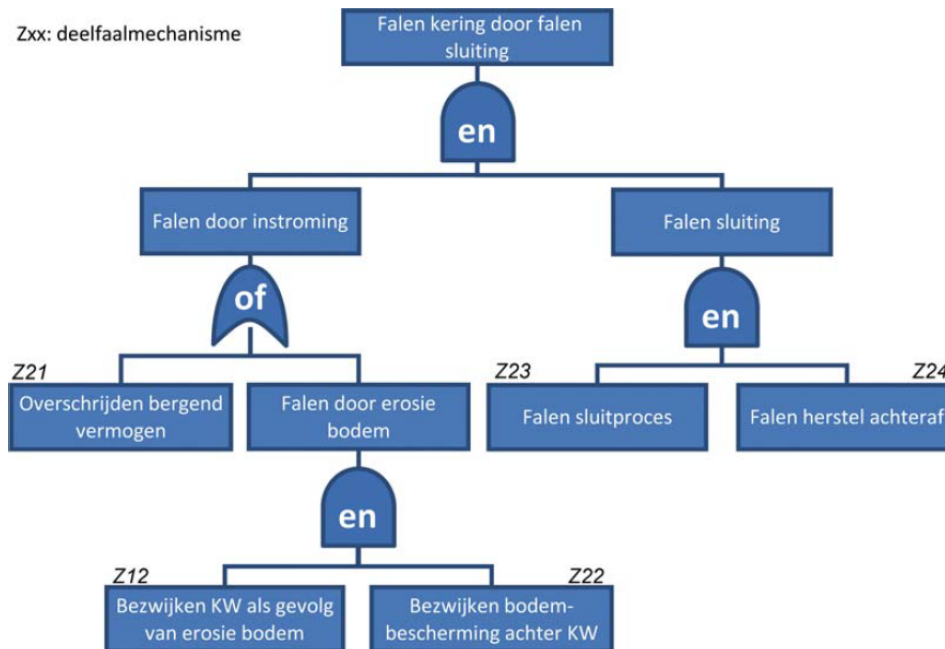 Zxx: deelfaalmechanisme
Falen kering door falen
sluiting
en
Falen door instroming
Falen sluiting
of
en
Z21
Z23
Z24
Overschrijden bergend
vermogen
Falen door erosie
bodem
Falen sluitproces
Falen herstel achteraf
en
Z12
Z22
Bezwijken KW als gevolg
van erosie bodem
Bezwijken bodem-
bescherming achter KW